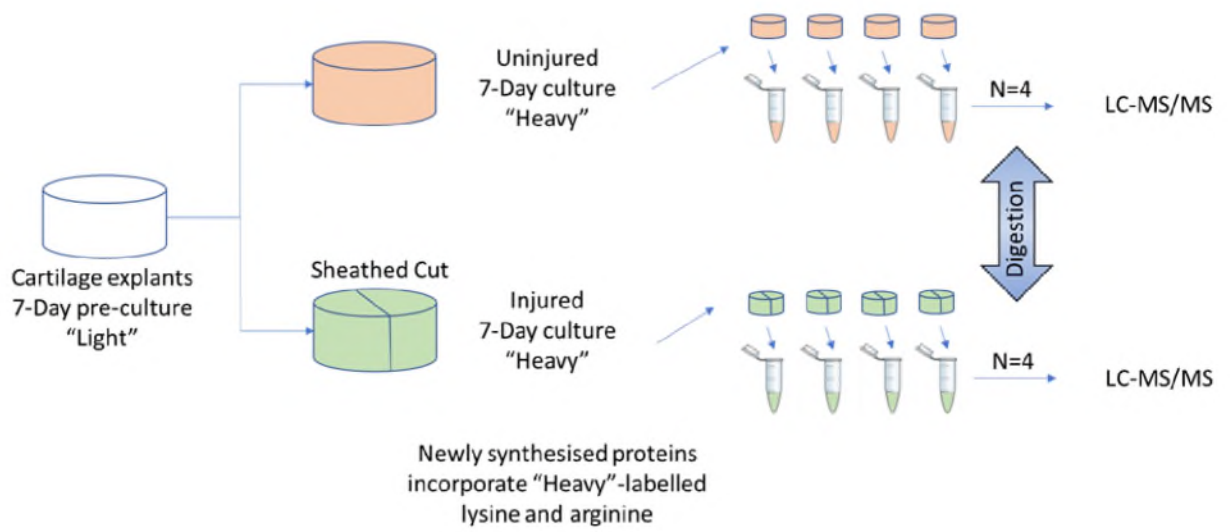 Cartilage explants
7-Day pre-culture
“Light”
Uninjured
7-Day culture
“Heavy”
N=4
LC-MS/MS
Sheathed Cut
Injured
7-Day culture
“Heavy”
N=4
LC-MS/MS
Digestion
Newly synthesised proteins
incorporate “Heavy”-labelled
lysine and arginine